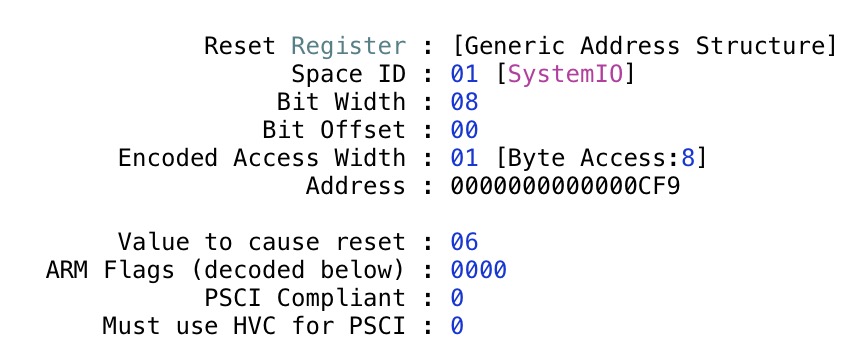 Reset Register : [Generic Address Structure]
Space ID : 01 [SystemIO]
Bit Width : 08
Bit Offset : 00
Encoded Access Width : 01 [Byte Access:8]
Address : 0000000000000CF9
Value to cause reset : 06
ARM Flags (decoded below) : 0000
PSCI Compliant : 0
Must use HVC for PSCI : 0